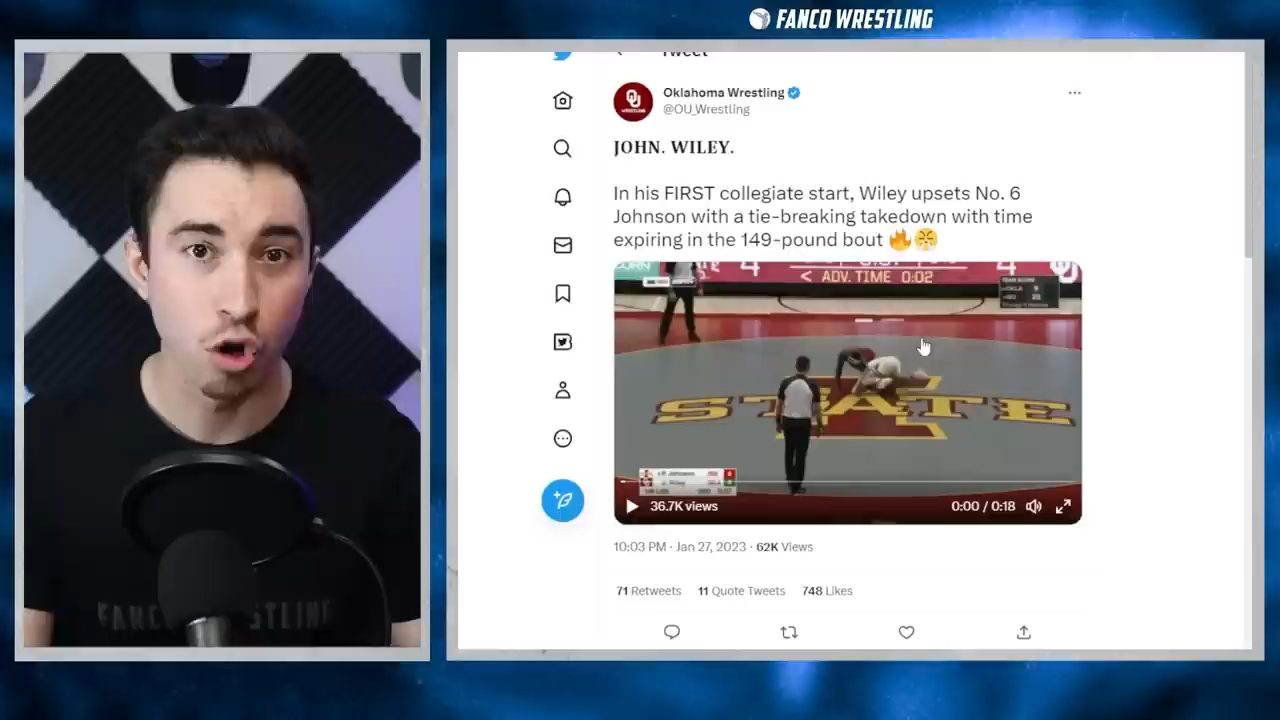 FANCO WRESTLING
Tweet
Oklahoma Wrestling
@OU_Wrestling
JOHN. WILEY.
In his FIRST collegiate start, Wiley upsets No. 6
Johnson with a tie-breaking takedown with time
expiring in the 149-pound bout 🔥😤
4
4
< ADV. TIME 0:02
STATE
Johnson
Wiley
36.7K views
0:00 / 0:18
10:03 PM · Jan 27, 2023 · 62K Views
71 Retweets 11 Quote Tweets 748 Likes